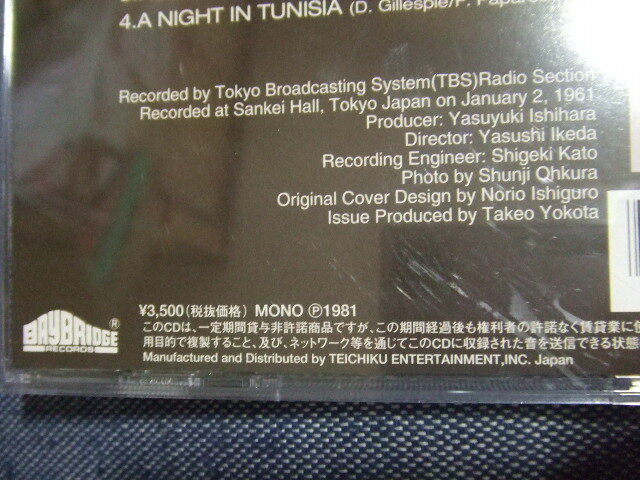 4.A NIGHT IN TUNISIA (D. Gillespie/F. Papare
Recorded by Tokyo Broadcasting System(TBS)Radio Section
Recorded at Sankei Hall, Tokyo Japan on January 2, 1961
Producer: Yasuyuki Ishihara
Director: Yasushi Ikeda
Recording Engineer: Shigeki Kato
Photo by Shunji Qhkura
Original Cover Design by Norio Ishiguro
Issue Produced by Takeo Yokota
¥3,500(税抜価格) MONO Ⓟ1981
BAYBRIDGE®
RECORDS
このCDは、一定期間貸与非許諾商品ですが、この期間経過後も権利者の許諾なく賃貸業に使
用目的で複製すること、及び、ネットワーク等を通じてこのCDに収録された音を送信できる状態
Manufactured and Distributed by TEICHIKU ENTERTAINMENT,INC. Japan